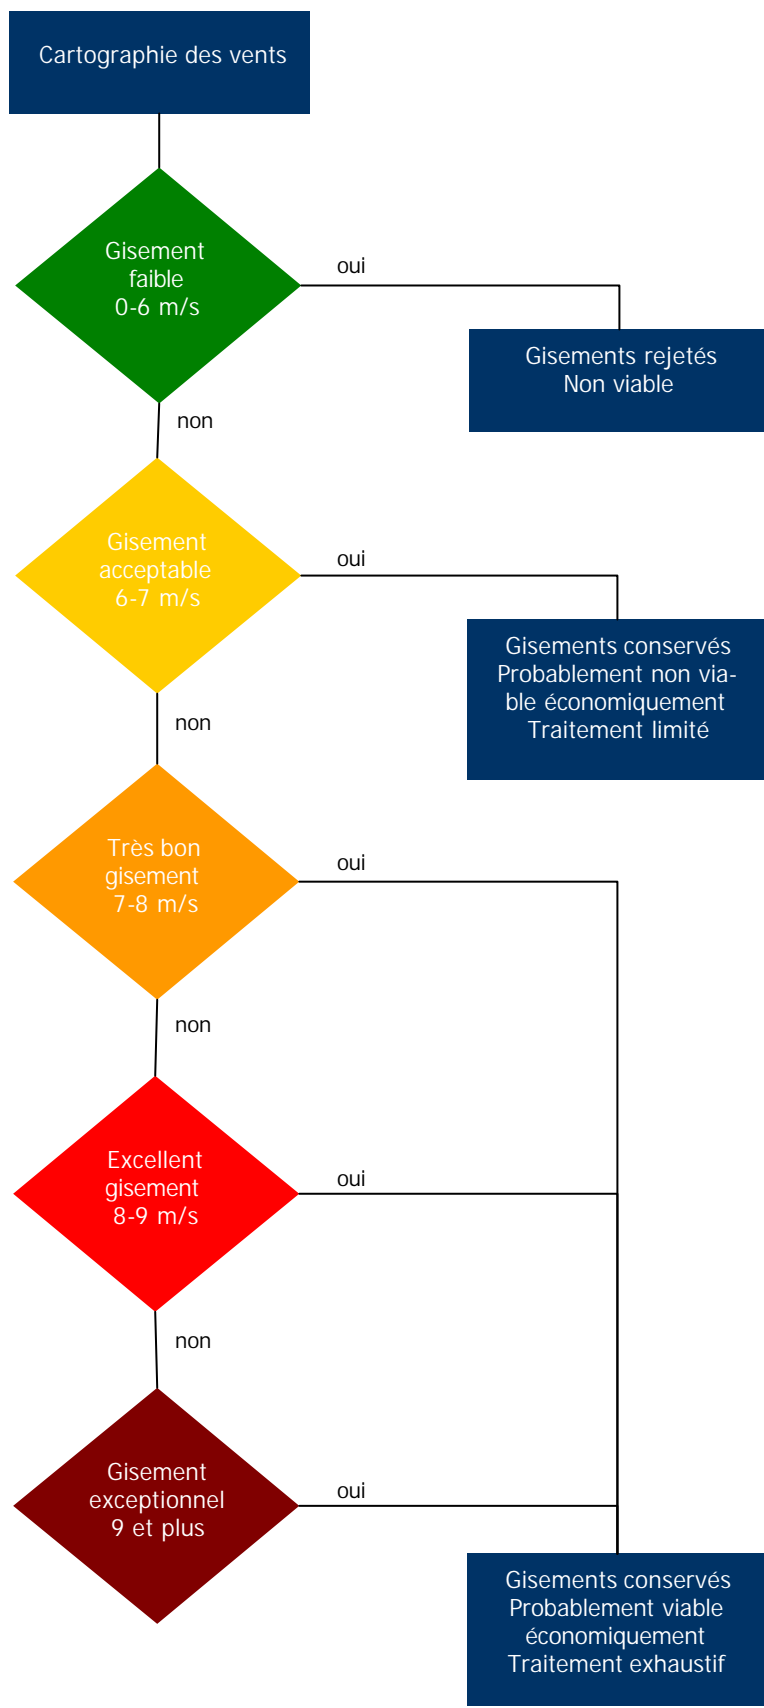 Cartographie des vents
Gisement
faible
0-6 m/s
oui
Gisements rejetés
Non viable
non
Gisement
acceptable
6-7 m/s
oui
Gisements conservés
Probablement non via-
ble économiquement
Traitement limité
non
Très bon
gisement
7-8 m/s
oui
non
Excellent
gisement
8-9 m/s
oui
non
Gisement
exceptionnel
9 et plus
oui
Gisements conservés
Probablement viable
économiquement
Traitement exhaustif